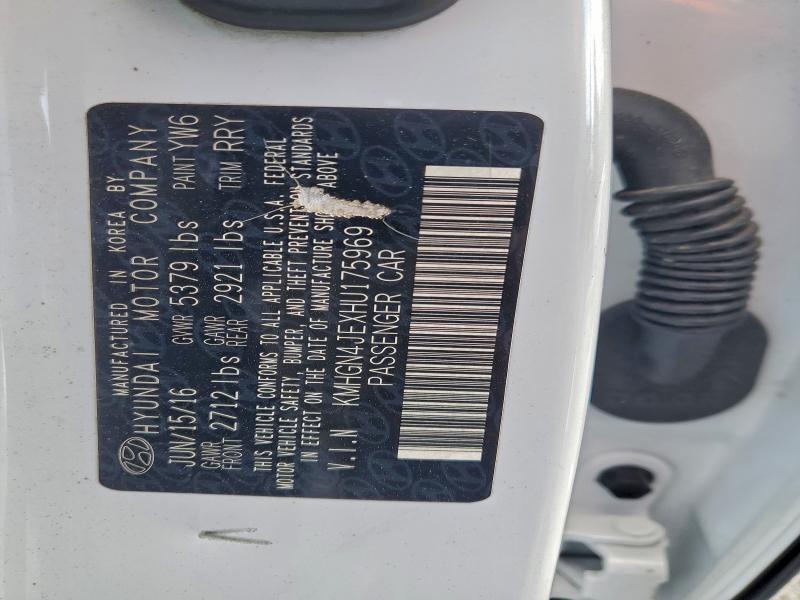 MANUFACTURED IN KOREA BY
HYUNDAI MOTOR COMPANY
JUN/15/16 GVWR 5379 lbs PAINT YW6
GAWR FRONT 2712 lbs GAWR REAR 2921 lbs TRIM RRY
THIS VEHICLE CONFORMS TO ALL APPLICABLE U.S.A. FEDERAL
MOTOR VEHICLE SAFETY, BUMPER, AND THEFT PREVENTION STANDARDS
IN EFFECT ON THE DATE OF MANUFACTURE SHOWN ABOVE
V.I.N KMHGN4JEXHU175969
PASSENGER CAR